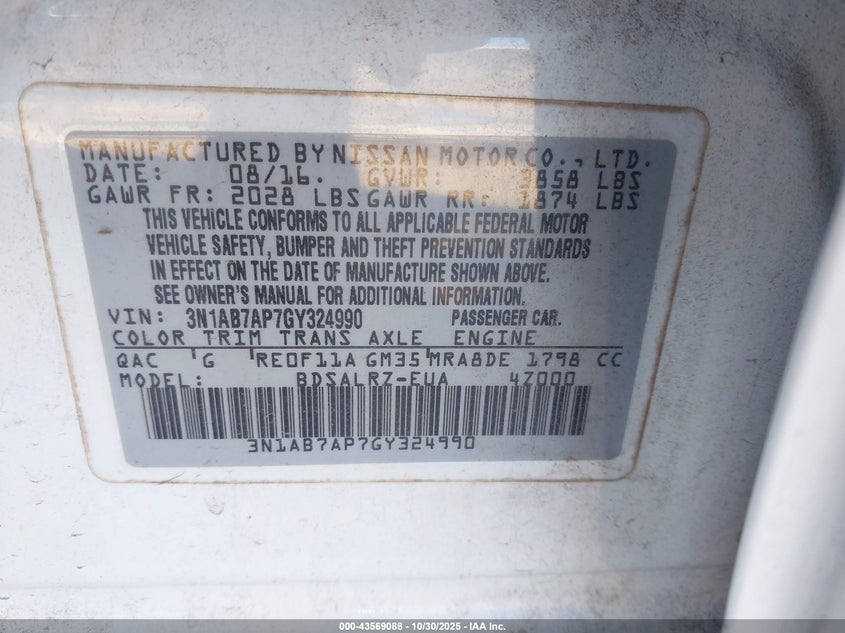 MANUFACTURED BY NISSAN MOTOR CO., LTD.
DATE: 08/16. GVWR: 3858 LBS
GAWR FR: 2028 LBS GAWR RR: 1874 LBS
THIS VEHICLE CONFORMS TO ALL APPLICABLE FEDERAL MOTOR
VEHICLE SAFETY, BUMPER AND THEFT PREVENTION STANDARDS
IN EFFECT ON THE DATE OF MANUFACTURE SHOWN ABOVE.
SEE OWNER'S MANUAL FOR ADDITIONAL INFORMATION.
VIN: 3N1AB7AP7GY324990 PASSENGER CAR.
COLOR TRIM TRANS AXLE ENGINE
QAC G RE0F11A GM35 MRA8DE 1798 CC
MODEL: BDSALRZ-EUA 4Z000
3N1AB7AP7GY324990
000-43569088 - 10/30/2025 - IAA Inc.